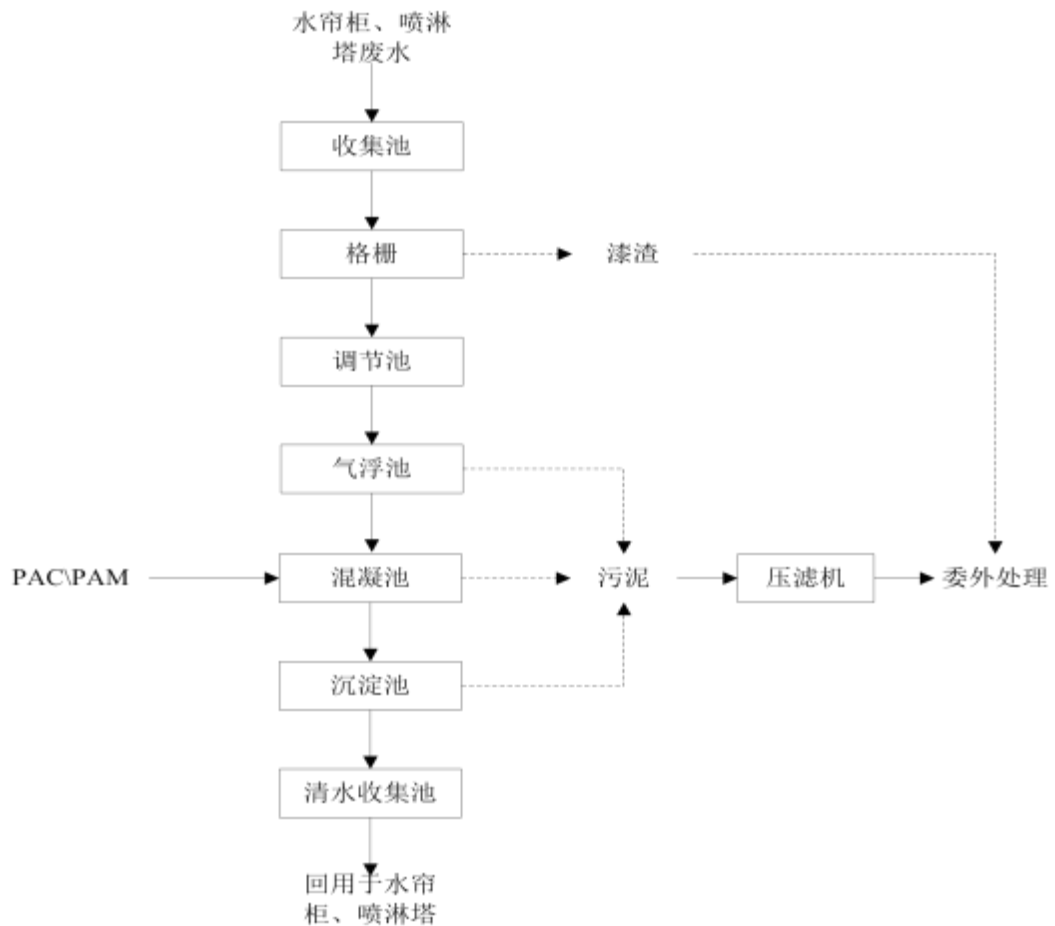 水帘柜、喷淋
塔废水
收集池
格栅
漆渣
调节池
气浮池
PAC\PAM
混凝池
污泥
压滤机
委外处理
沉淀池
清水收集池
回用于水帘
柜、喷淋塔